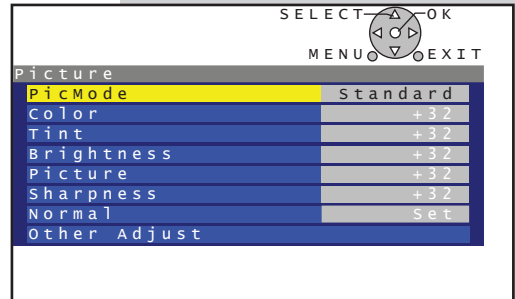 SELECT OK
MENU EXIT
Picture
PicMode Standard
Color +32
Tint +32
Brightness +32
Picture +32
Sharpness +32
Normal Set
Other Adjust